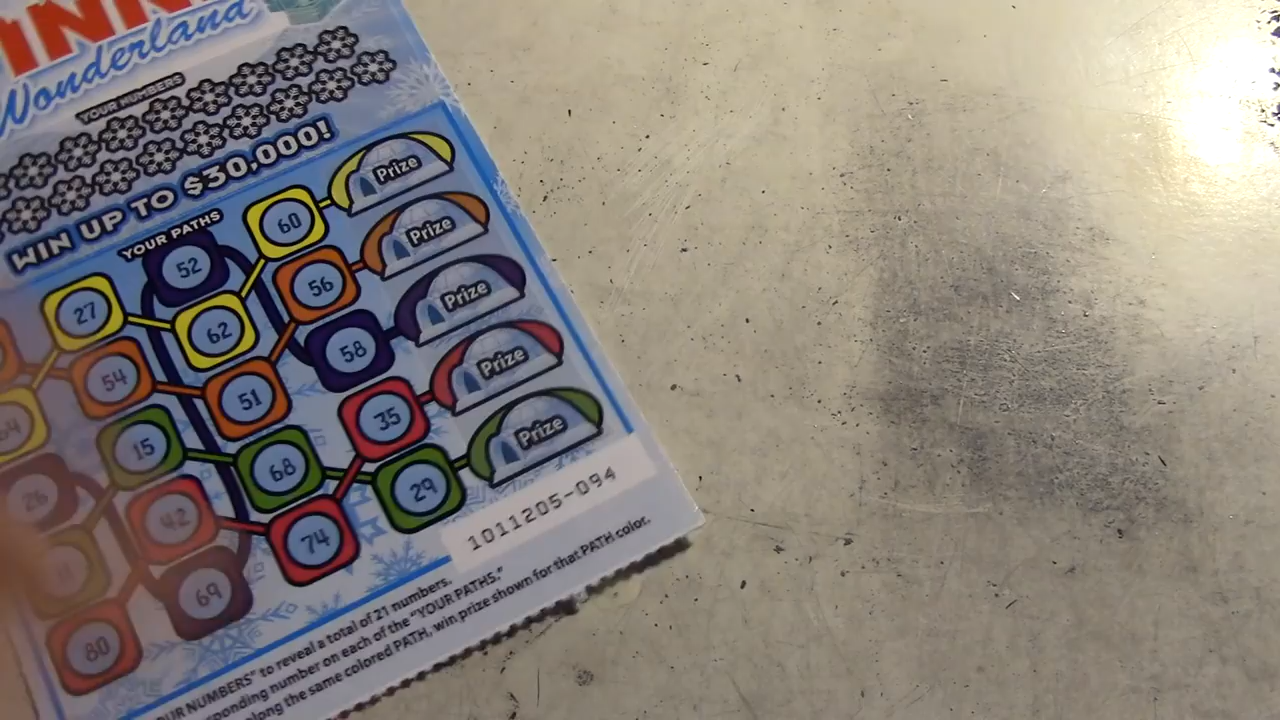 Wonderland
YOUR NUMBERS
WIN UP TO $30,000!
YOUR PATHS
60 Prize
52 56 Prize
27 62 58 Prize
54 51 35 Prize
15 68 29 Prize
26 42 74
69
80
1011205-094
NUMBERS" to reveal a total of 21 numbers.
number on each of the "YOUR PATHS."
the same colored PATH, win prize shown for that PATH color.